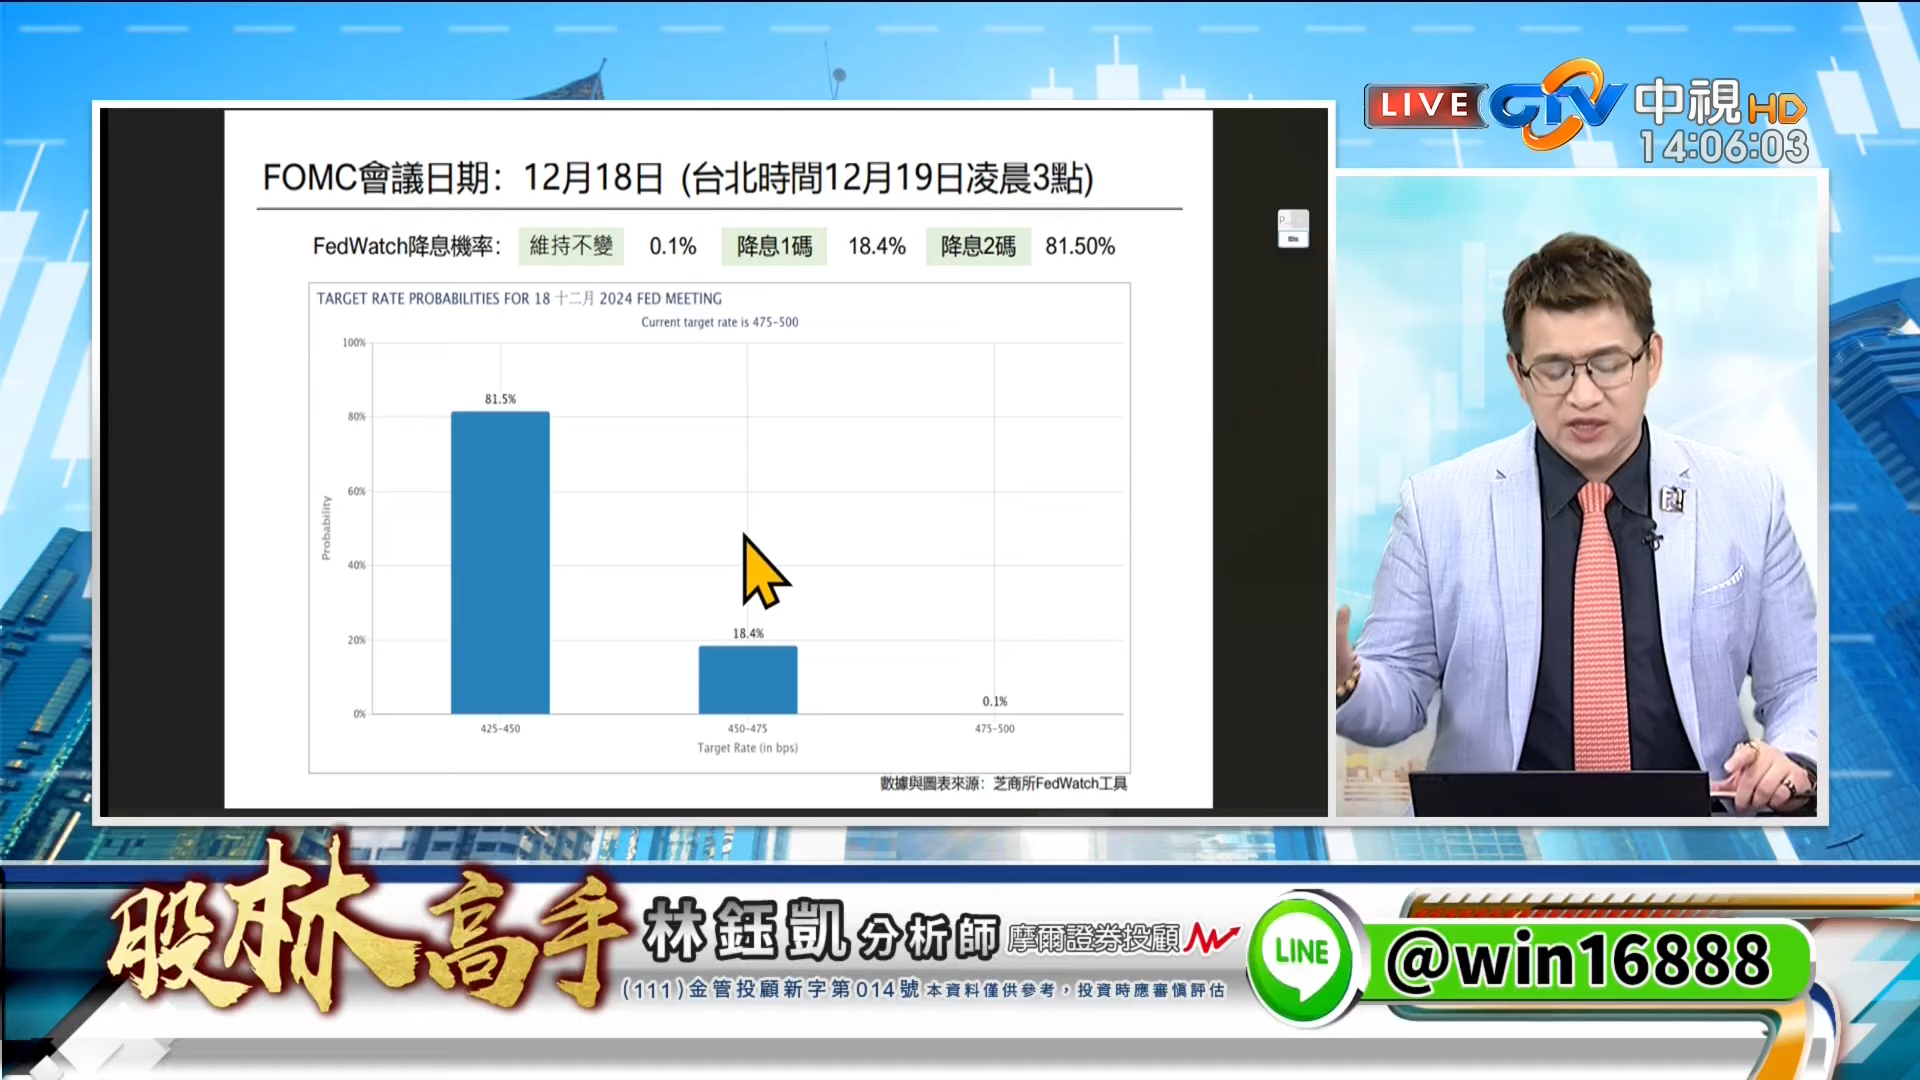 LIVE CTV 中視 HD
14:06:03
FOMC會議日期：12月18日 (台北時間12月19日凌晨3點)
FedWatch降息機率： 維持不變 0.1% 降息1碼 18.4% 降息2碼 81.50%
TARGET RATE PROBABILITIES FOR 18 十二月 2024 FED MEETING
Current target rate is 475-500
Probability
100%
80%
60%
40%
20%
0%
81.5%
18.4%
0.1%
425-450 450-475 475-500
Target Rate (in bps)
數據與圖表來源：芝商所FedWatch工具
股林高手
林鈺凱 分析師 摩爾證券投顧
(111)金管投顧新字第014號 本資料僅供參考，投資時應審慎評估
LINE @win16888